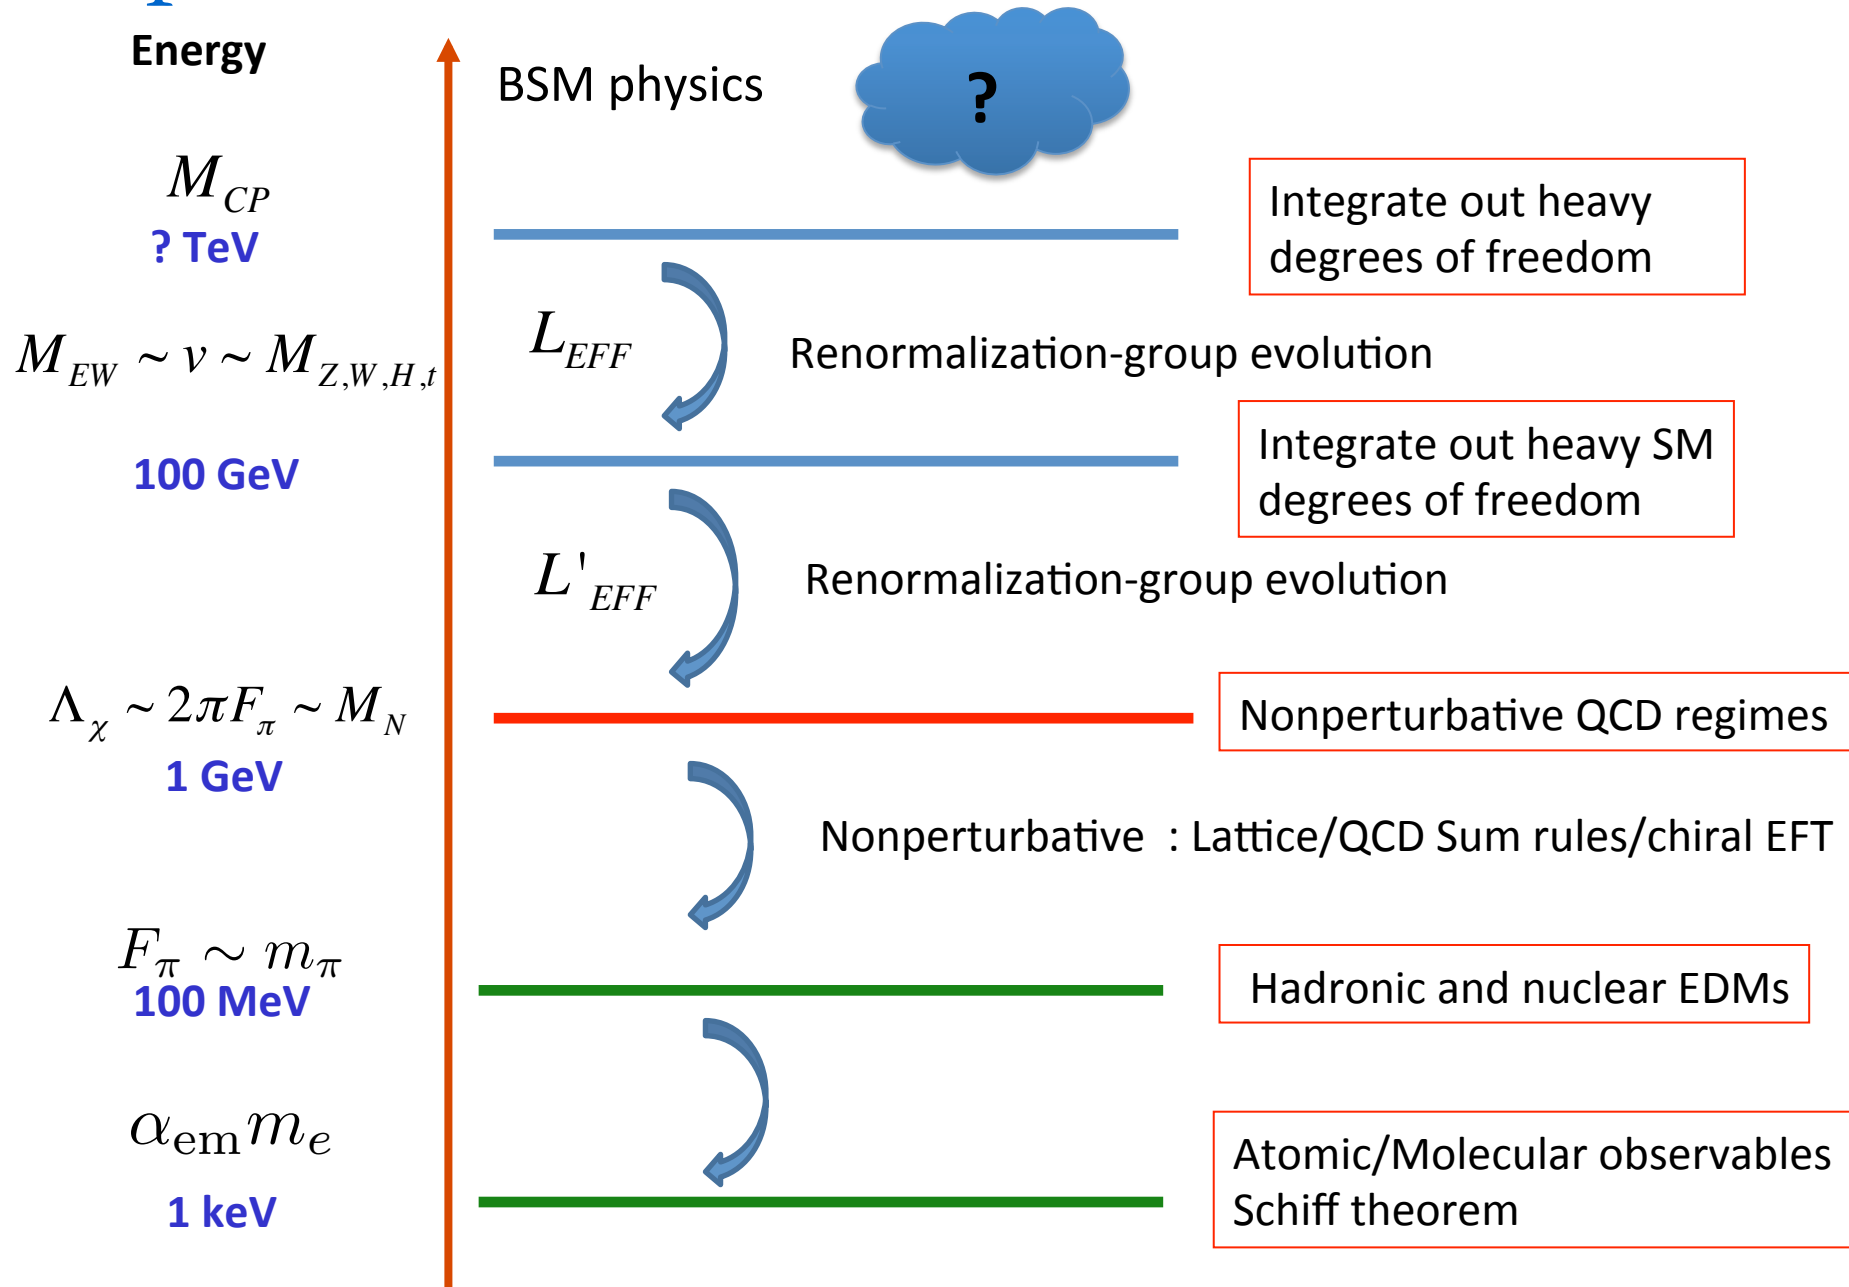 Energy
BSM physics
?
M_CP
? TeV
Integrate out heavy
degrees of freedom
M_EW ~ v ~ M_Z,W,H,t
L_EFF
Renormalization-group evolution
100 GeV
Integrate out heavy SM
degrees of freedom
L'_EFF
Renormalization-group evolution
Λ_χ ~ 2πF_π ~ M_N
1 GeV
Nonperturbative QCD regimes
Nonperturbative : Lattice/QCD Sum rules/chiral EFT
F_π ∼ m_π
100 MeV
Hadronic and nuclear EDMs
α_em m_e
1 keV
Atomic/Molecular observables
Schiff theorem